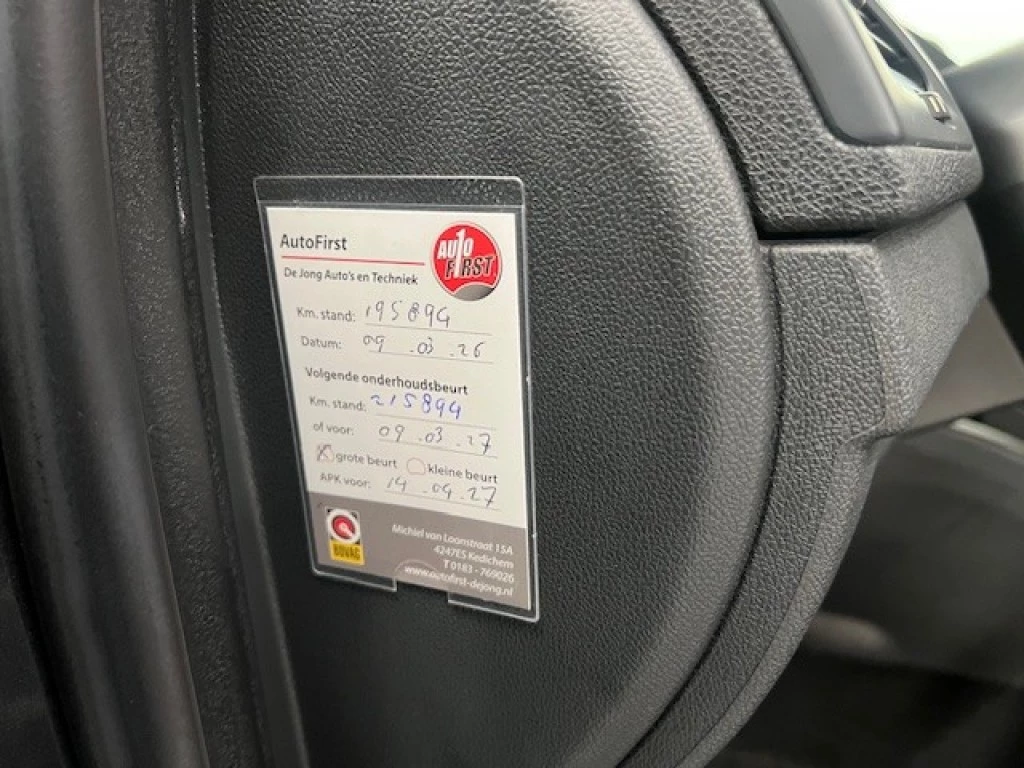 AutoFirst
AUTO
F1RST
De Jong Auto's en Techniek
Km. stand: 195894
Datum: 09.03.26
Volgende onderhoudsbeurt
Km. stand: 215894
of voor: 09.03.27
grote beurt kleine beurt
APK voor: 14.04.27
BOVAG
Michiel van Loonstraat 15A
4247ES Kedichem
T 0183 - 769026
www.autofirst-dejong.nl